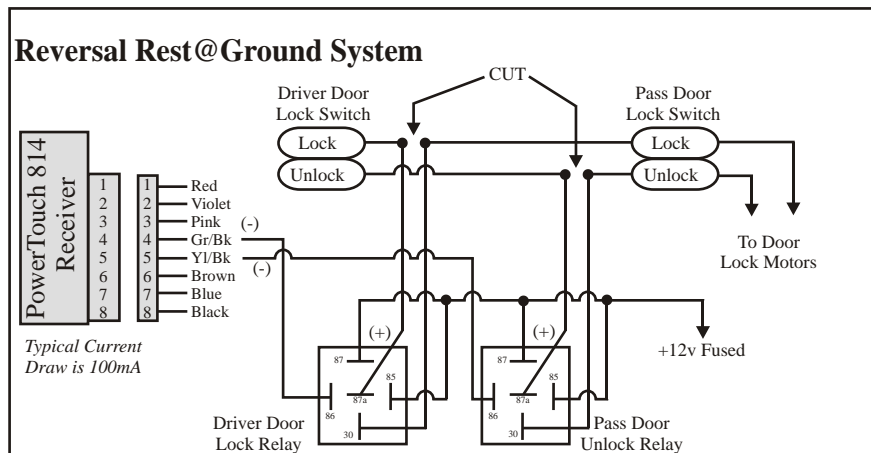 Reversal Rest@Ground System
CUT
Driver Door
Lock Switch
Pass Door
Lock Switch
Lock
Unlock
Lock
Unlock
To Door
Lock Motors
PowerTouch 814
Receiver
1
2
3
4
5
6
7
8
1
2
3
4
5
6
7
8
Red
Violet
Pink
Gr/Bk
Yl/Bk
Brown
Blue
Black
(-)
(-)
Typical Current
Draw is 100mA
(+)
87
85
87a
86
30
Driver Door
Lock Relay
(+)
87
85
87a
86
30
Pass Door
Unlock Relay
+12v Fused